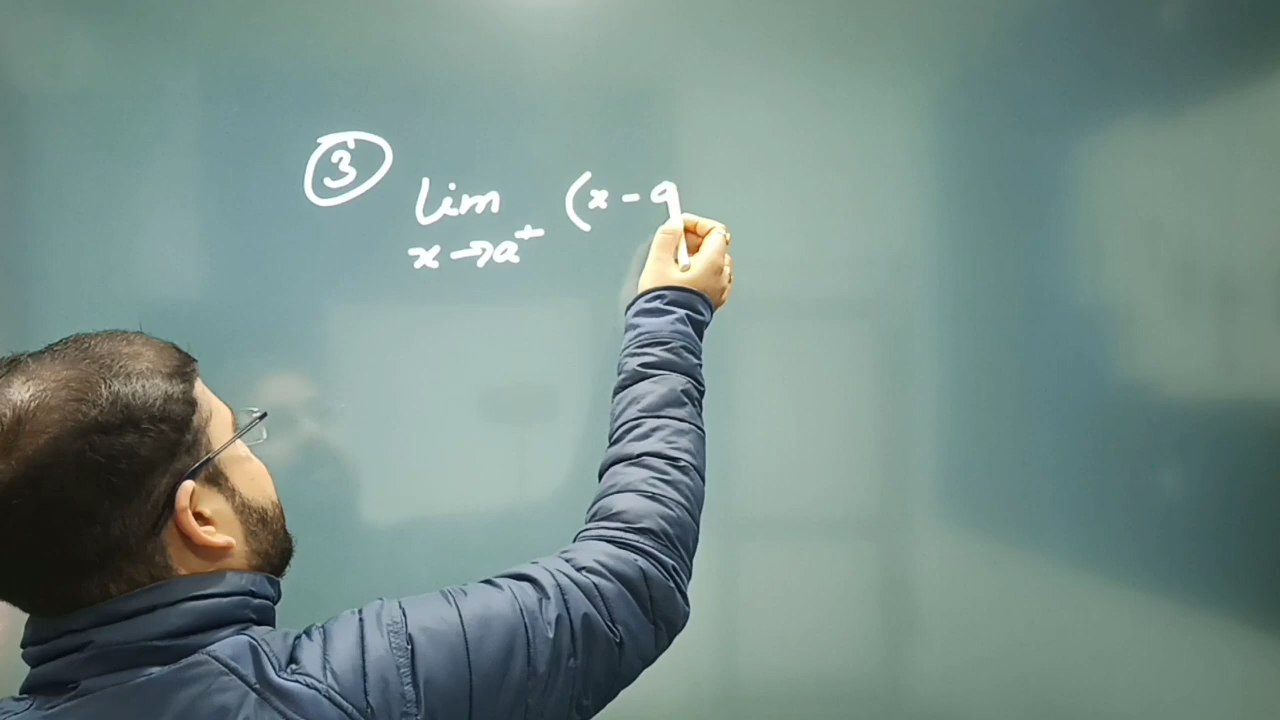 ③ Lim (x - a
x → a⁺